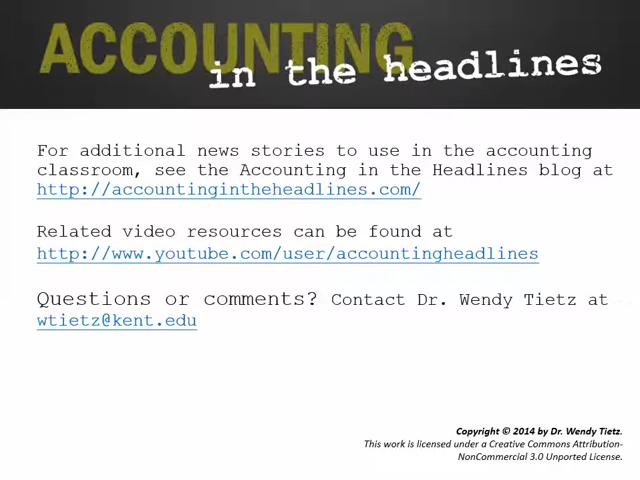 ACCOUNTING
in the headlines
For additional news stories to use in the accounting
classroom, see the Accounting in the Headlines blog at
http://accountingintheheadlines.com/
Related video resources can be found at
http://www.youtube.com/user/accountingheadlines
Questions or comments? Contact Dr. Wendy Tietz at
wtietz@kent.edu
Copyright © 2014 by Dr. Wendy Tietz.
This work is licensed under a Creative Commons Attribution-
NonCommercial 3.0 Unported License.